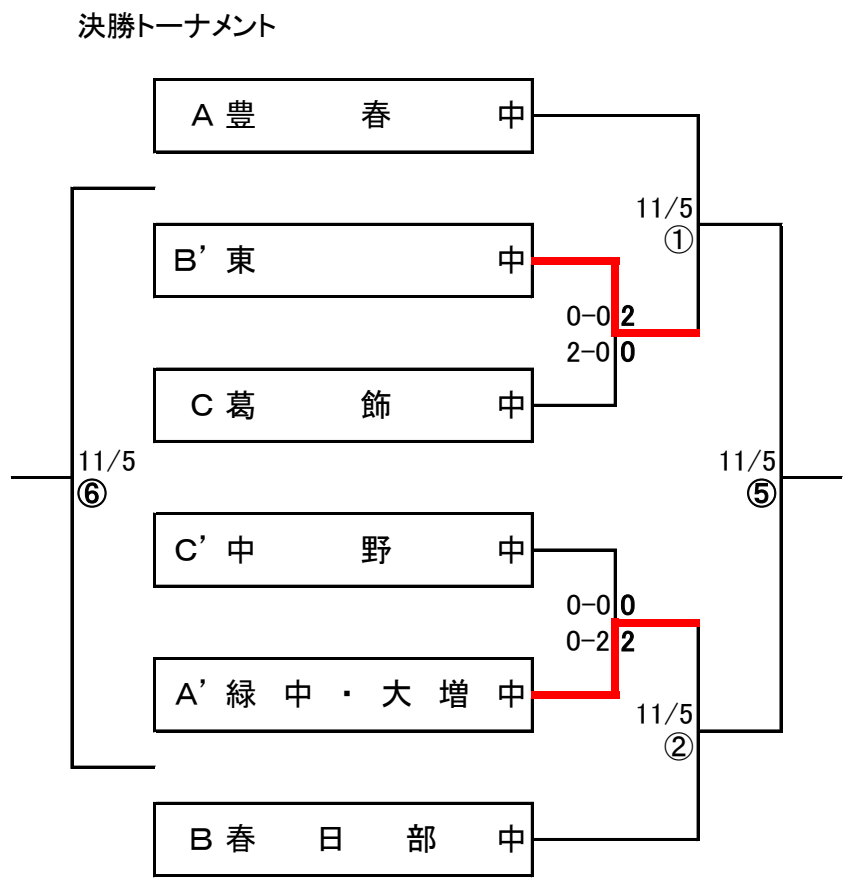 決勝トーナメント
A 豊 春 中
11/5
①
B’ 東 中
0-0 2
2-0 0
C 葛 飾 中
11/5
⑥
11/5
⑤
C’ 中 野 中
0-0 0
0-2 2
A’ 緑 中 ・ 大 増 中
11/5
②
B 春 日 部 中